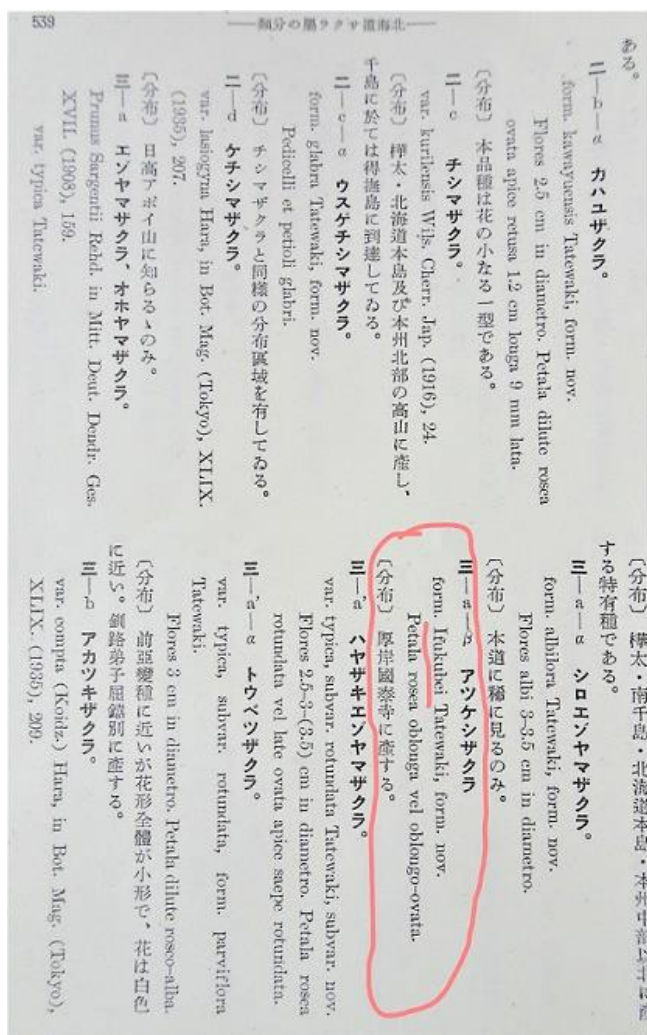 539
――北海道サクラ屬の分類――
ある。
二―b―α カハユサクラ。
form. kawayuensis Tatewaki, form. nov.
Flores 2.5 cm in diametro. Petala dilute rosea
ovata apice retusa 1.2 cm longa 9 mm lata.
〔分布〕 本品種は花の小なる1型である。
二―c チシマザクラ。
var. kurilensis Wils. Cherr. Jap. (1916), 24.
〔分布〕 樺太・北海道本島及び本州北部の高山に産し、
千島に於ては得撫島に到達してゐる。
二―c―α ウスゲチシマザクラ。
form. glabra Tatewaki, form. nov.
Pedicelli et petioli glabri.
〔分布〕 チシマザクラと同樣の分布區域を有してゐる。
二―d ケチシマザクラ。
var. lasiogyna Hara, in Bot. Mag. (Tokyo), XLIX.
(1935), 207.
〔分布〕 日高アポイ山に知らるゝのみ。
三―a エゾヤマザクラ、オホヤマザクラ。
Prunus Sargentii Rehd. in Mitt. Deut. Dendr. Ges.
XVII. (1908), 159.
var. typica Tatewaki.
〔分布〕 樺太・南千島・北海道本島・本州中部以北に産
する特有種である。
三―a―α シロエゾヤマザクラ。
form. albilora Tatewaki, form. nov.
Flores albi 3-3.5 cm in diametro.
〔分布〕 本道に稀に見るのみ。
三―a―β アツケシザクラ
form. Ifukubei Tatewaki, form. nov.
Petala rosea oblonga vel oblongo-ovata.
〔分布〕 厚岸國泰寺に產する。
三―a' ハヤザキエゾヤマザクラ。
var. typica, subvar. rotundata Tatewaki, subvar. nov.
Flores 2.5-3-(3.5) cm in diametro. Petala rosea
rotundata vel late ovata apice saepe rotundata.
三―a'―α トウベツザクラ。
var. typica, subvar. rotundata, form. parviflora
Tatewaki.
Flores 3 cm in diametro. Petala dilute roseo-alba.
〔分布〕 前亞變種に近いが花形全體が小形で、花は白色
に近い。釧路弟子屈鐺別に産する。
三―b アカツキザクラ。
var. compta (Koidz.) Hara, in Bot. Mag. (Tokyo),
XLIX. (1935), 209.